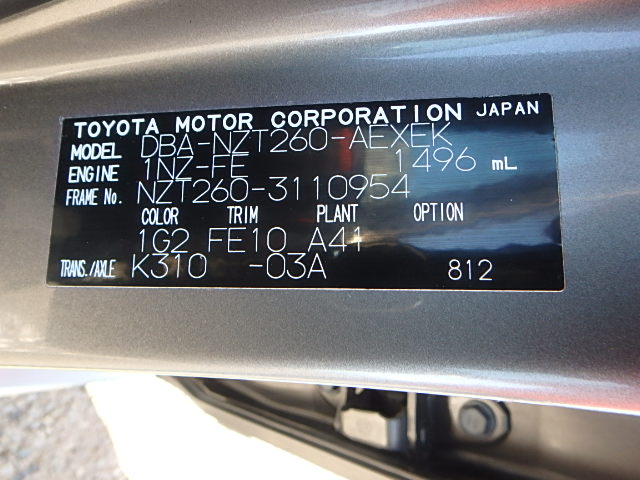 TOYOTA MOTOR CORPORATION JAPAN
MODEL DBA-NZT260-AEXEK
ENGINE 1NZ-FE 1496 mL
FRAME No. NZT260-3110954
COLOR TRIM PLANT OPTION
1G2 FE10 A41
TRANS./AXLE K310 -03A 812